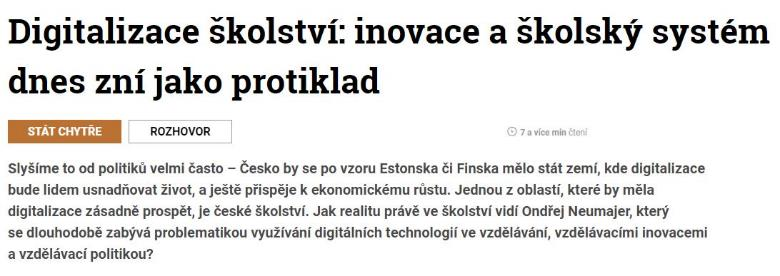 Digitalizace školství: inovace a školský systém
dnes zní jako protiklad
STÁT CHYTŘE
ROZHOVOR
7 a více min čtení
Slyšíme to od politiků velmi často – Česko by se po vzoru Estonska či Finska mělo stát zemí, kde digitalizace
bude lidem usnadňovat život, a ještě přispěje k ekonomickému růstu. Jednou z oblastí, které by měla
digitalizace zásadně prospět, je české školství. Jak realitu právě ve školství vidí Ondřej Neumajer, který
se dlouhodobě zabývá problematikou využívání digitálních technologií ve vzdělávání, vzdělávacími inovacemi
a vzdělávací politikou?